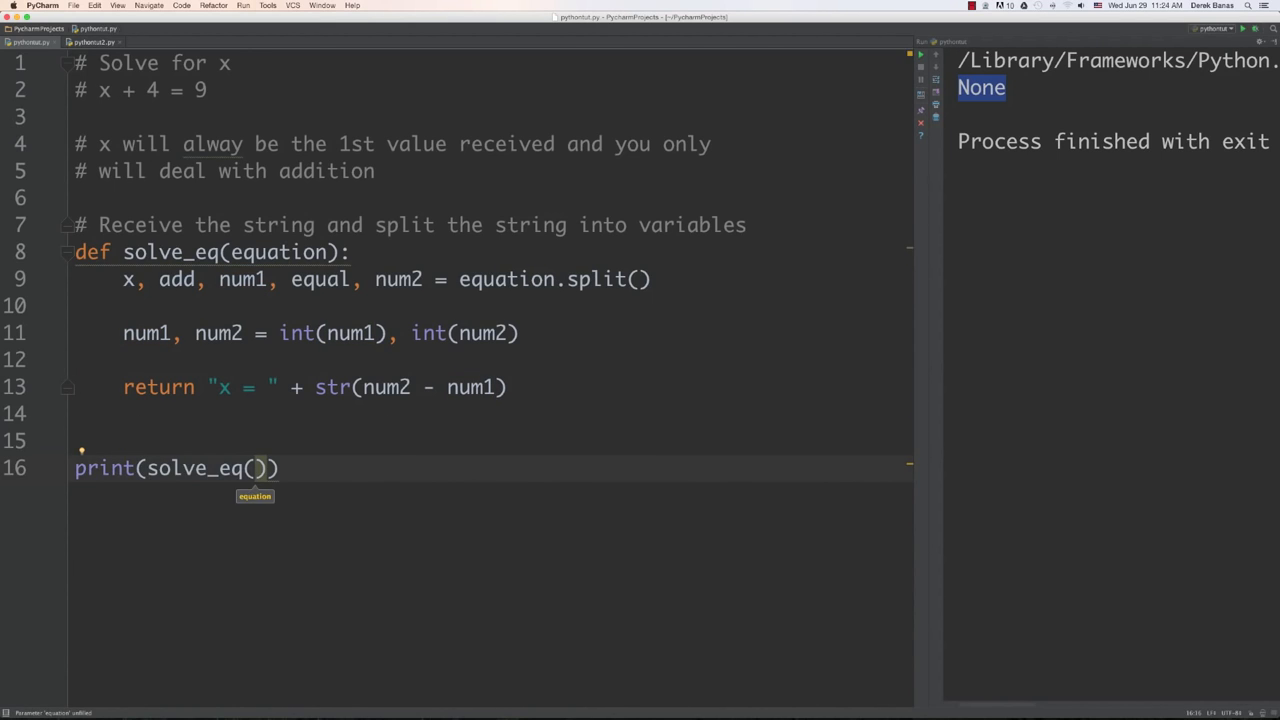 PyCharm File Edit View Navigate Code Refactor Run Tools VCS Window Help
10 Wed Jun 29 11:24 AM Derek Banas
pythontut.py - PycharmProjects - [~/PycharmProjects]
PycharmProjects pythontut.py
pythontut
pythontut.py pythontut2.py
Run pythontut
1 # Solve for x
2 # x + 4 = 9
3
4 # x will alway be the 1st value received and you only
5 # will deal with addition
6
7 # Receive the string and split the string into variables
8 def solve_eq(equation):
9 x, add, num1, equal, num2 = equation.split()
10
11 num1, num2 = int(num1), int(num2)
12
13 return "x = " + str(num2 - num1)
14
15
16 print(solve_eq())
equation
/Library/Frameworks/Python.
None
Process finished with exit
Parameter 'equation' unfilled
16:16 LF÷ UTF-8÷